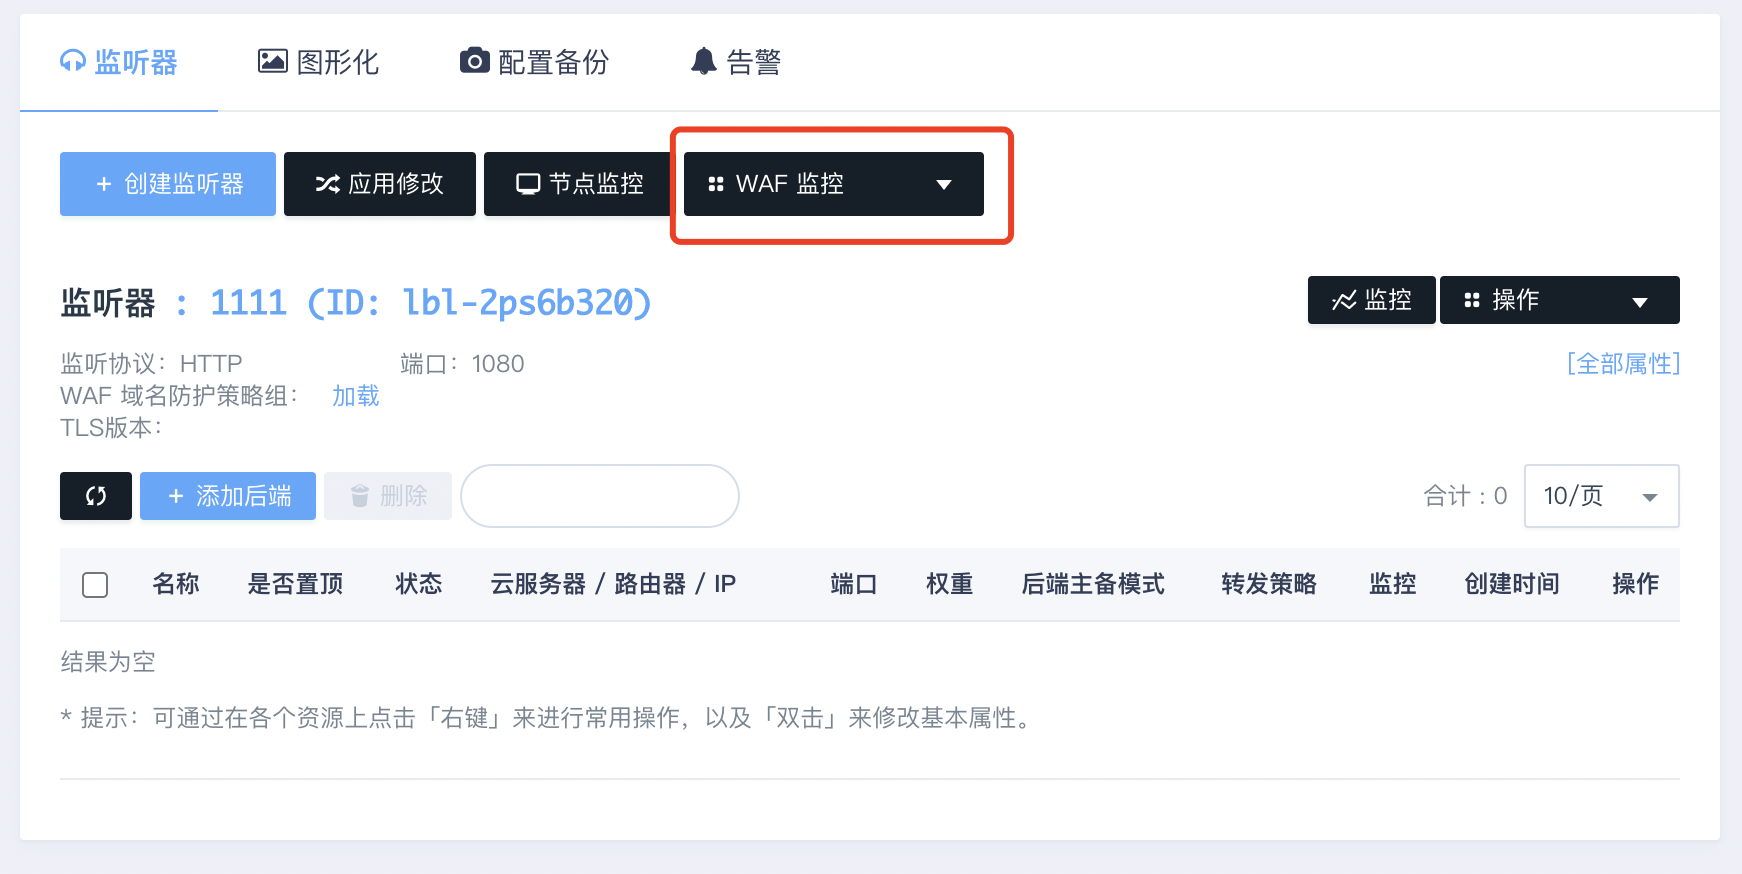 监听器 图形化 配置备份 告警
+ 创建监听器 应用修改 节点监控 WAF 监控
监听器 : 1111 (ID: lbl-2ps6b320) 监控 操作
监听协议：HTTP 端口：1080 [全部属性]
WAF 域名防护策略组： 加载
TLS版本：
+ 添加后端 删除 合计 : 0 10/页
名称 是否置顶 状态 云服务器 / 路由器 / IP 端口 权重 后端主备模式 转发策略 监控 创建时间 操作
结果为空
* 提示：可通过在各个资源上点击「右键」来进行常用操作，以及「双击」来修改基本属性。